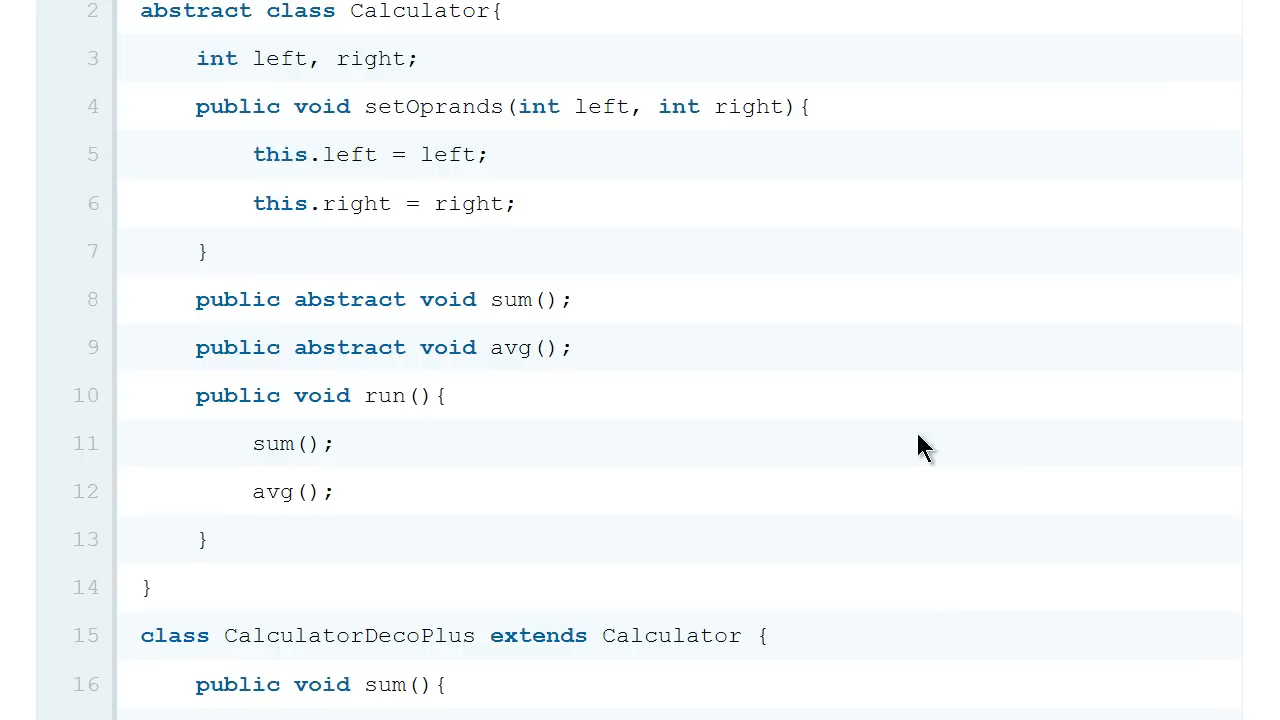 2 abstract class Calculator{
3 int left, right;
4 public void setOprands(int left, int right){
5 this.left = left;
6 this.right = right;
7 }
8 public abstract void sum();
9 public abstract void avg();
10 public void run(){
11 sum();
12 avg();
13 }
14 }
15 class CalculatorDecoPlus extends Calculator {
16 public void sum(){